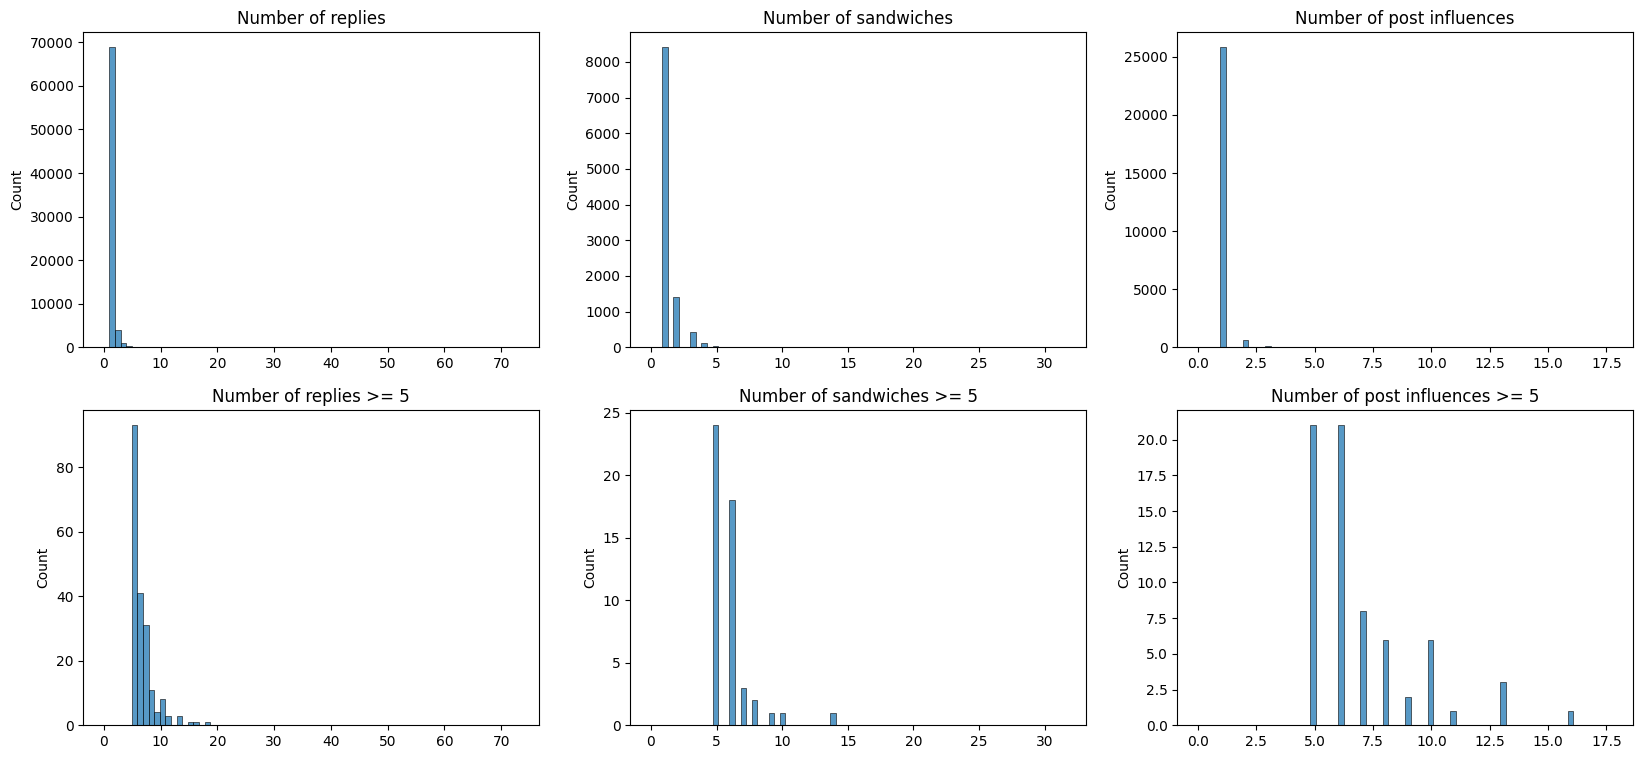 Number of replies
Number of sandwiches
Number of post influences
70000
60000
50000
40000
30000
20000
10000
0
Count
0 10 20 30 40 50 60 70
8000
7000
6000
5000
4000
3000
2000
1000
0
Count
0 5 10 15 20 25 30
25000
20000
15000
10000
5000
0
Count
0.0 2.5 5.0 7.5 10.0 12.5 15.0 17.5
Number of replies >= 5
Number of sandwiches >= 5
Number of post influences >= 5
80
60
40
20
0
Count
0 10 20 30 40 50 60 70
25
20
15
10
5
0
Count
0 5 10 15 20 25 30
20.0
17.5
15.0
12.5
10.0
7.5
5.0
2.5
0.0
Count
0.0 2.5 5.0 7.5 10.0 12.5 15.0 17.5